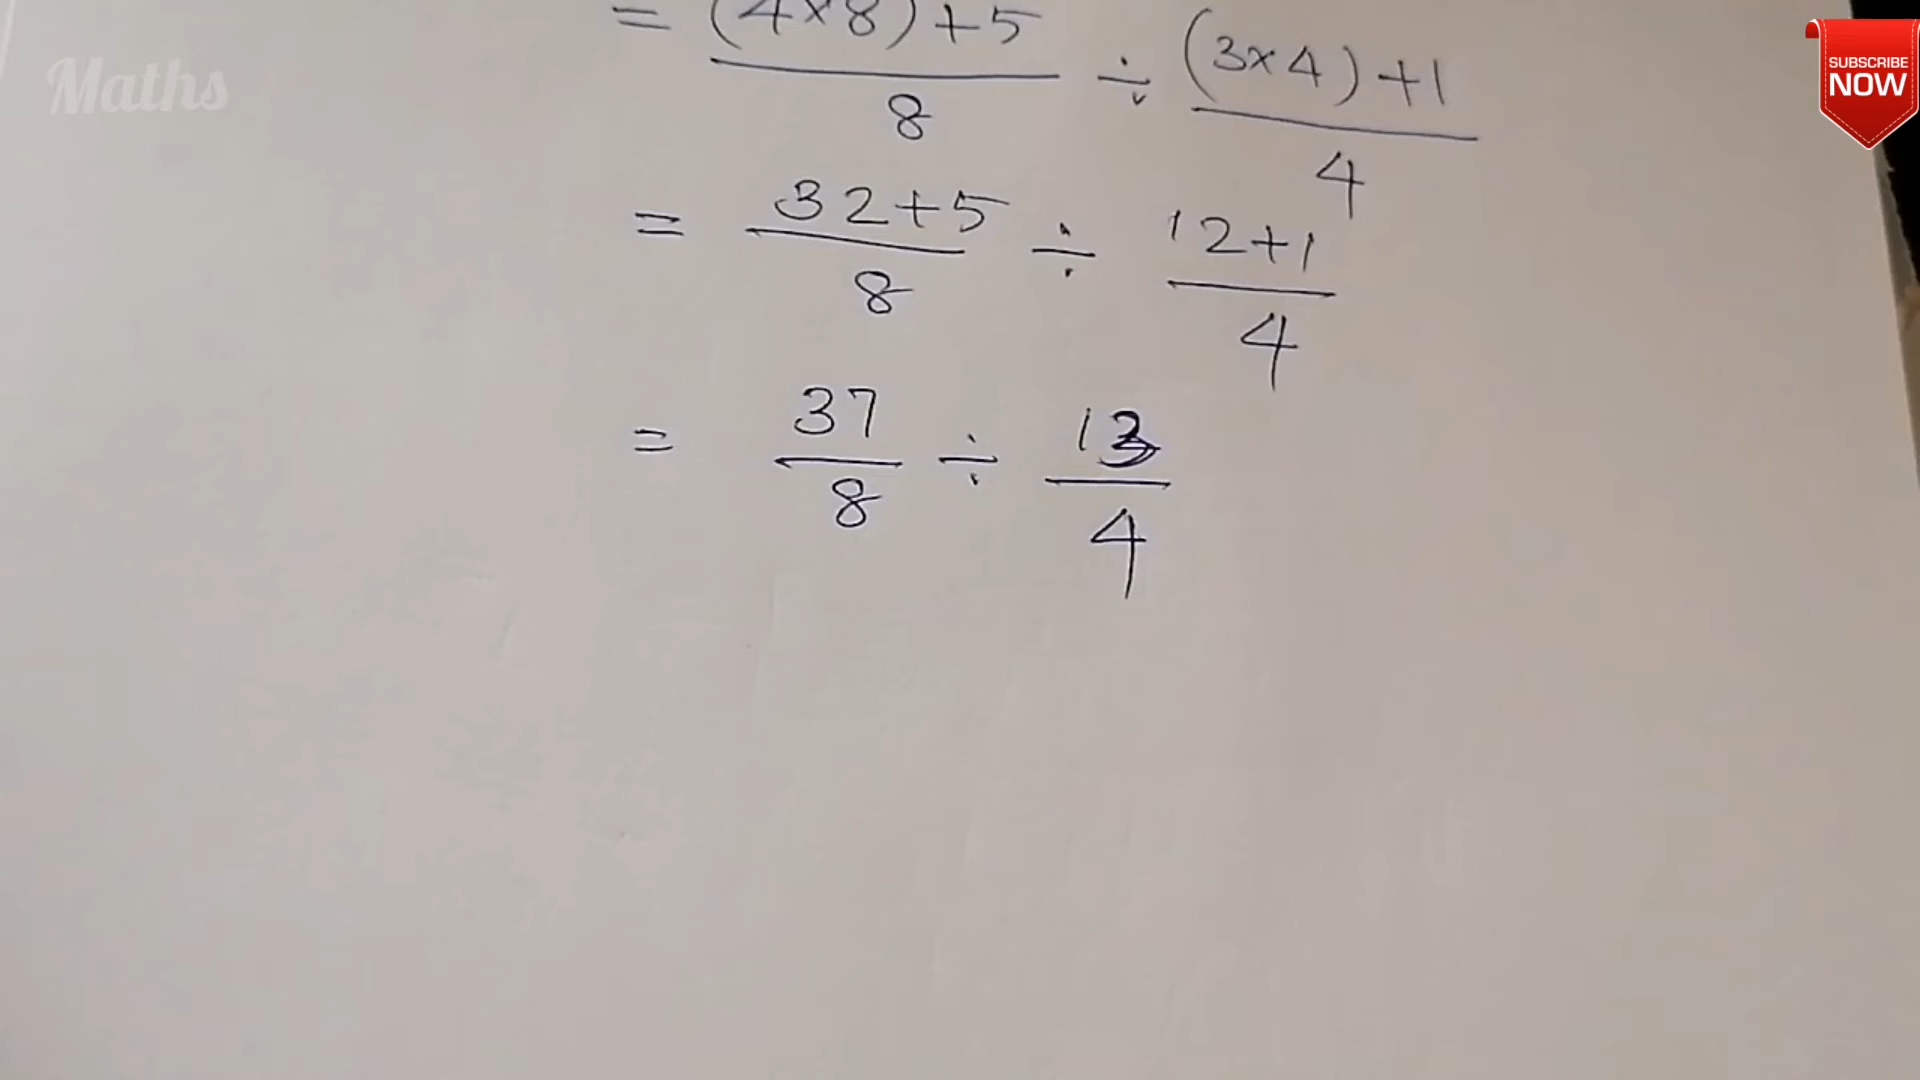 Maths
SUBSCRIBE
NOW
= (4×8)+5/8 ÷ (3×4)+1/4
= 32+5/8 ÷ 12+1/4
= 37/8 ÷ 13/4